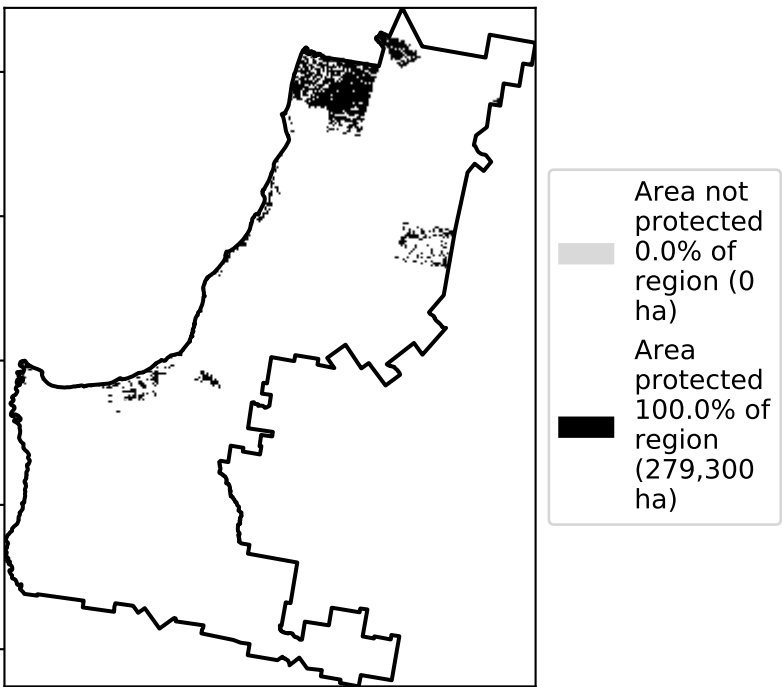 Area not
protected
0.0% of
region (0
ha)
Area
protected
100.0% of
region
(279,300
ha)